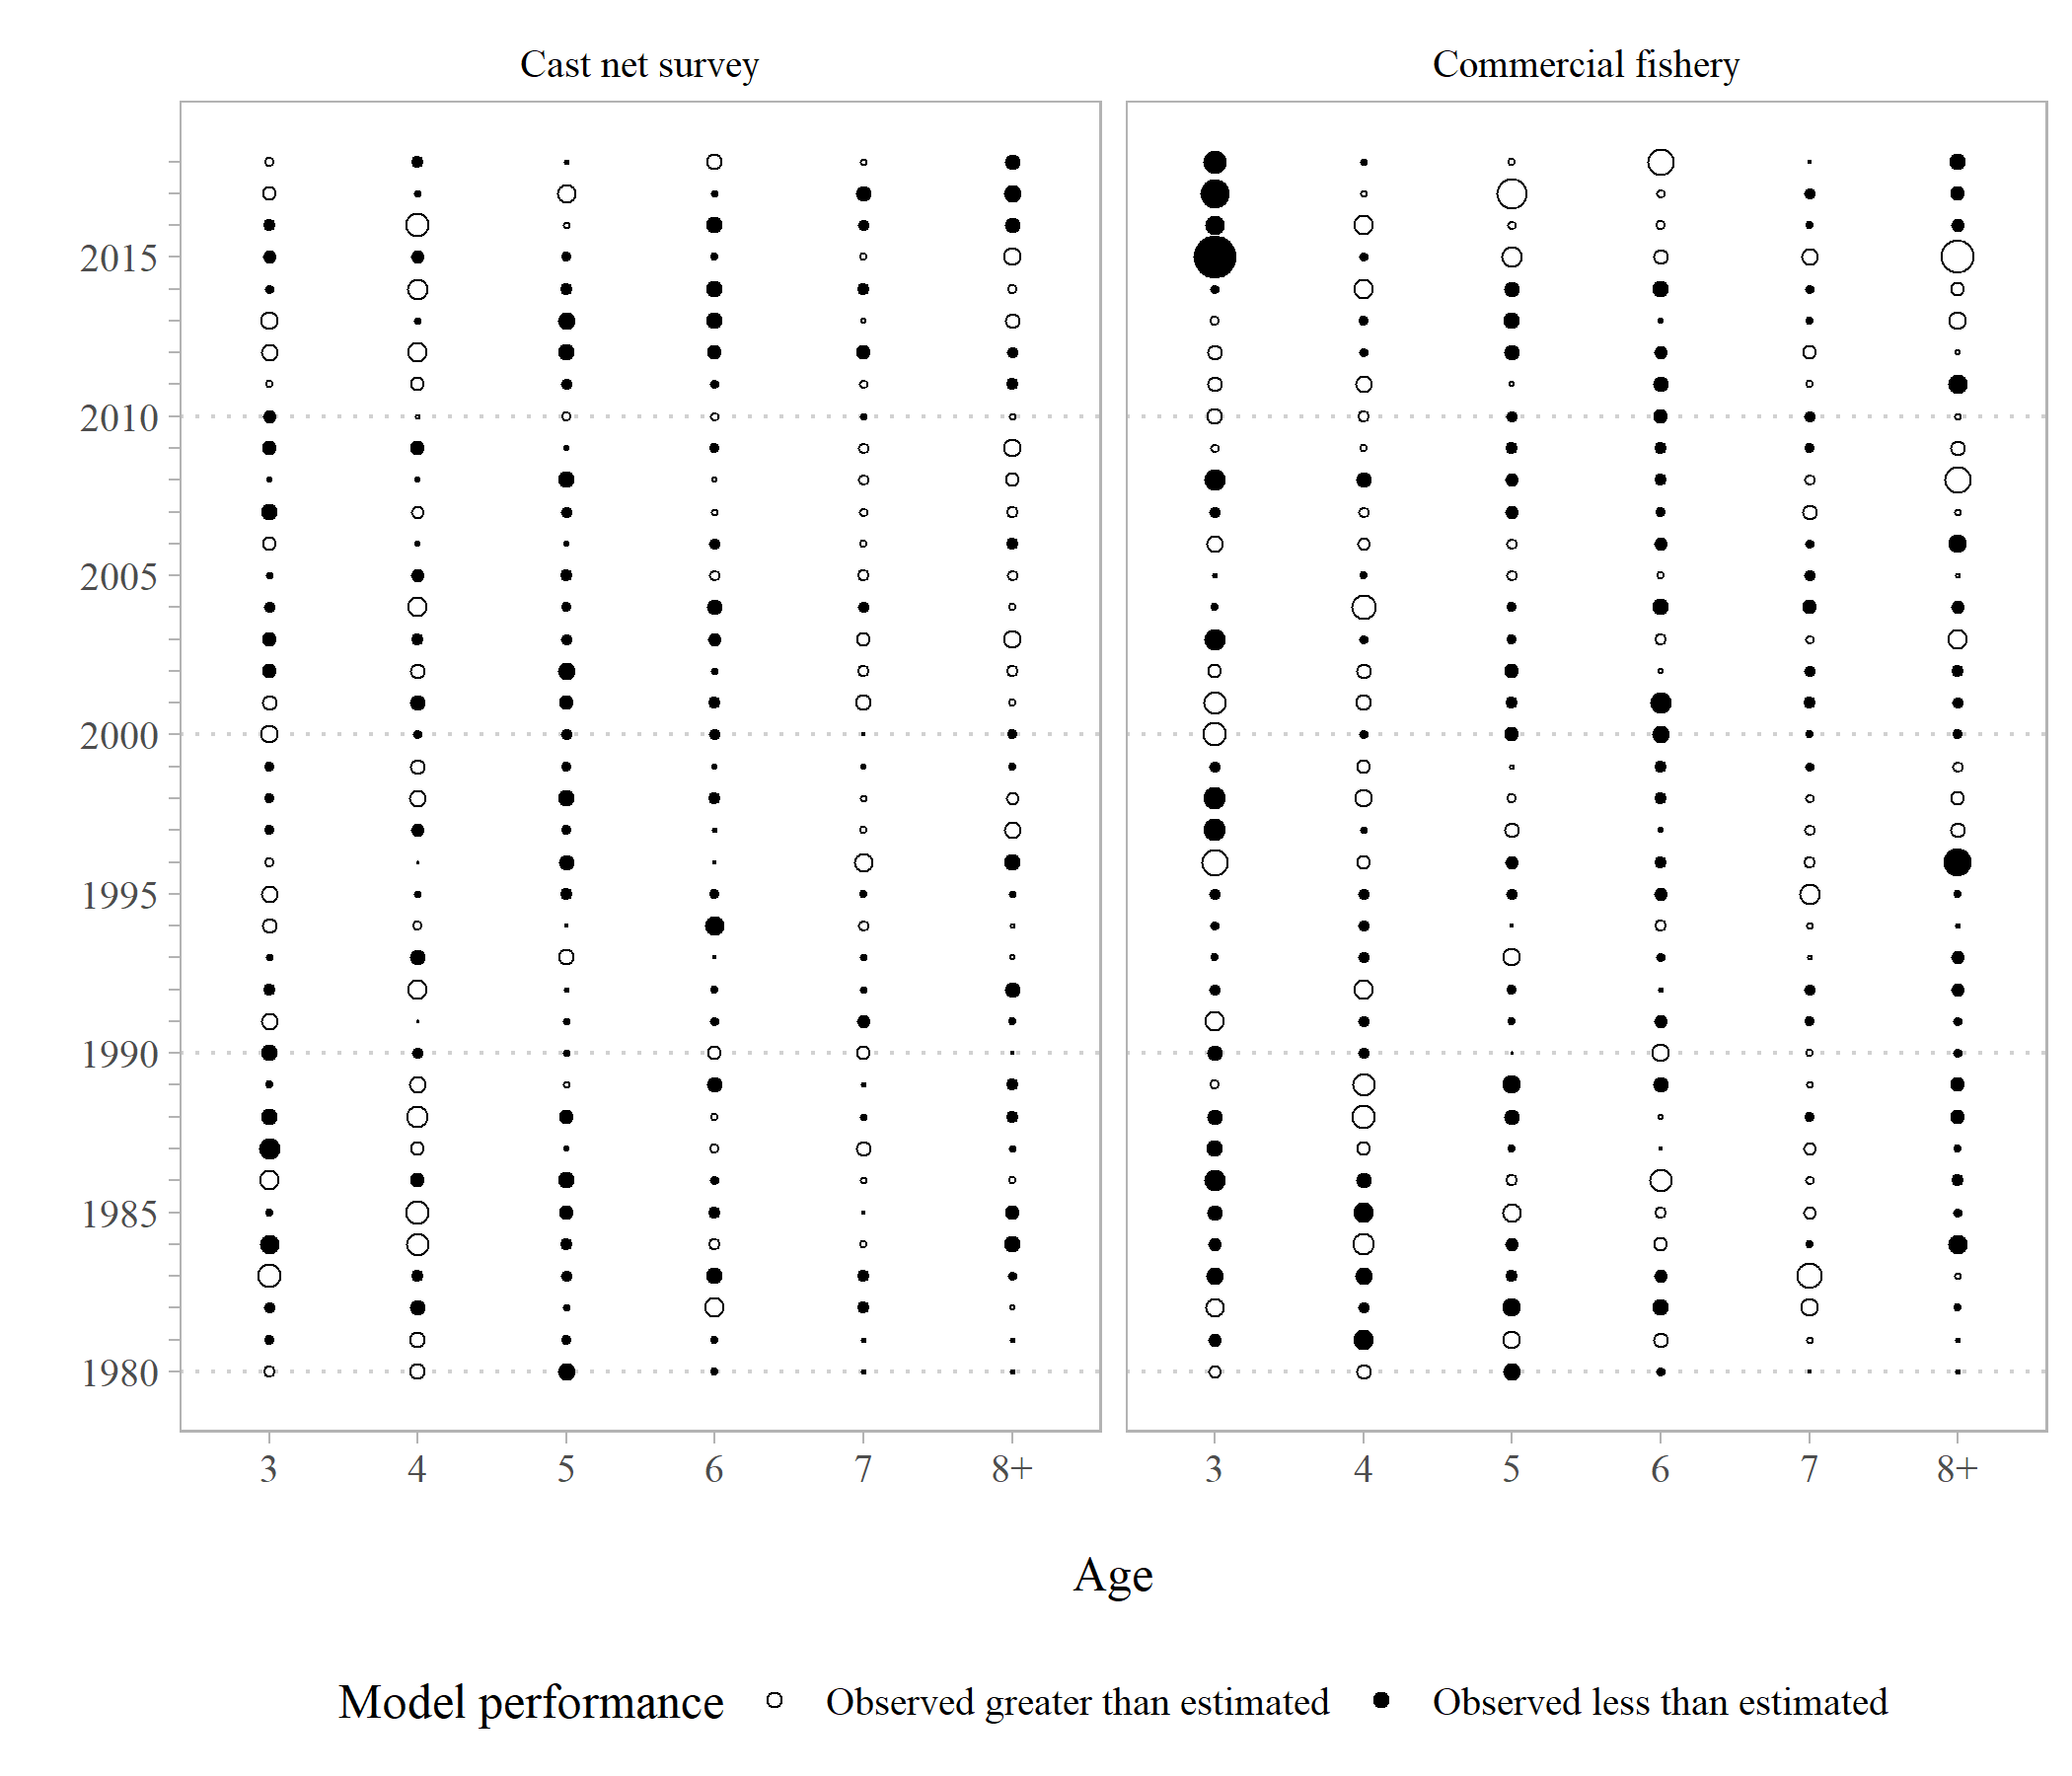 Cast net survey Commercial fishery
2015
2010
2005
2000
1995
1990
1985
1980
3 4 5 6 7 8+ 3 4 5 6 7 8+
Age
Model performance Observed greater than estimated Observed less than estimated